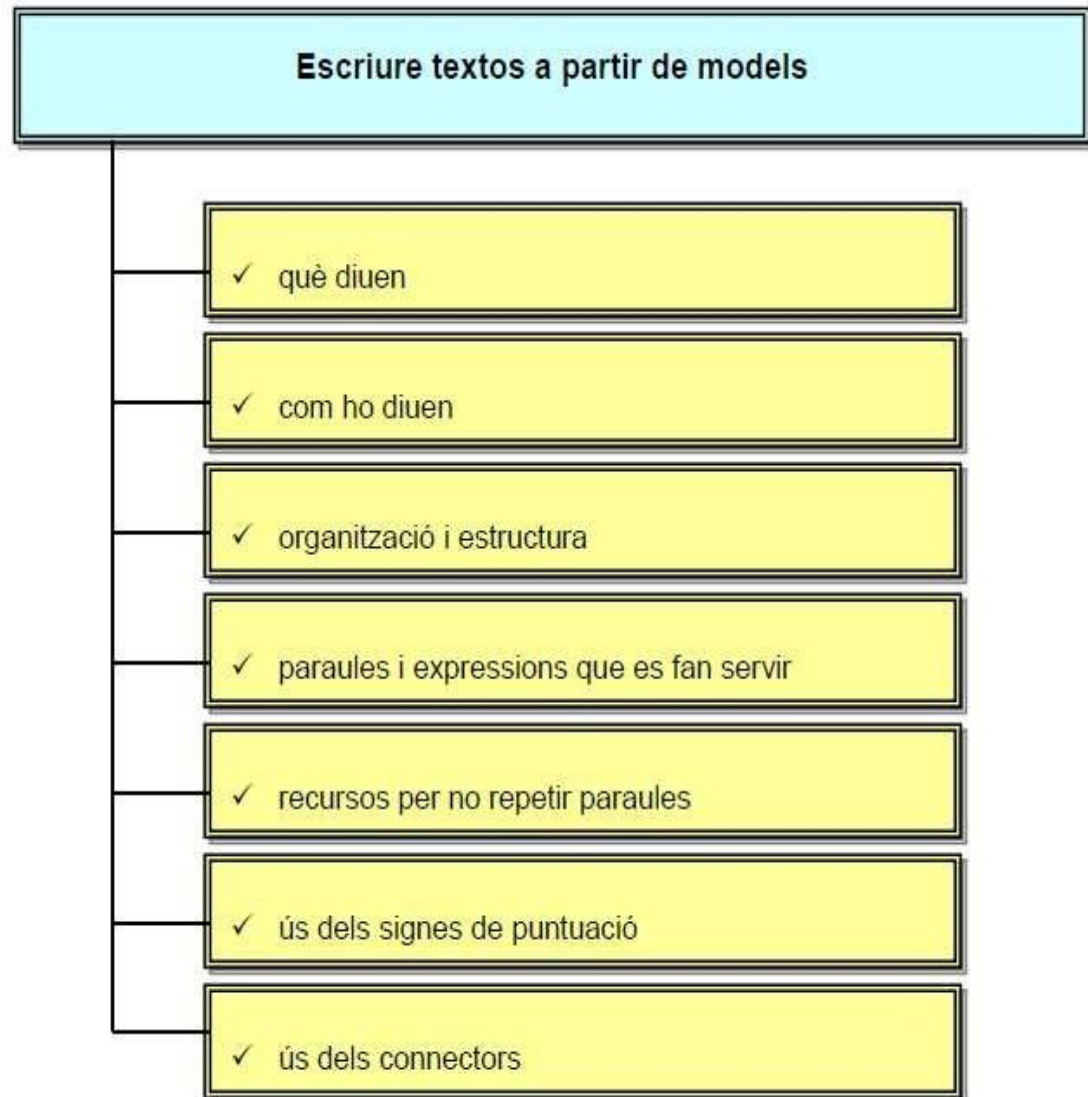 Escriure textos a partir de models
✓ què diuen
✓ com ho diuen
✓ organització i estructura
✓ paraules i expressions que es fan servir
✓ recursos per no repetir paraules
✓ ús dels signes de puntuació
✓ ús dels connectors